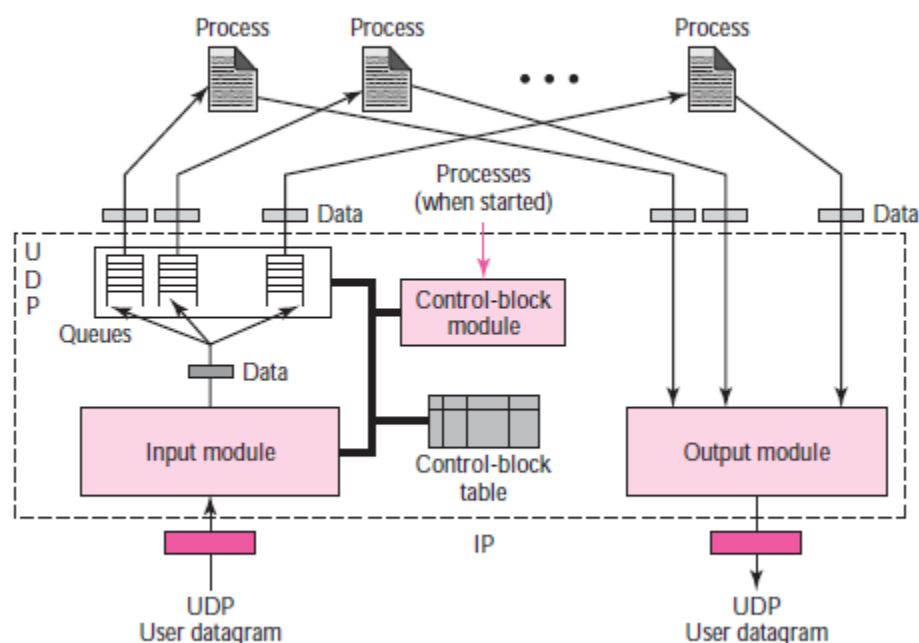 Process
Process
Process
• • •
Processes
(when started)
Data
Data
U
D
P
Queues
Control-block
module
Data
Input module
Control-block
table
Output module
IP
UDP
User datagram
UDP
User datagram